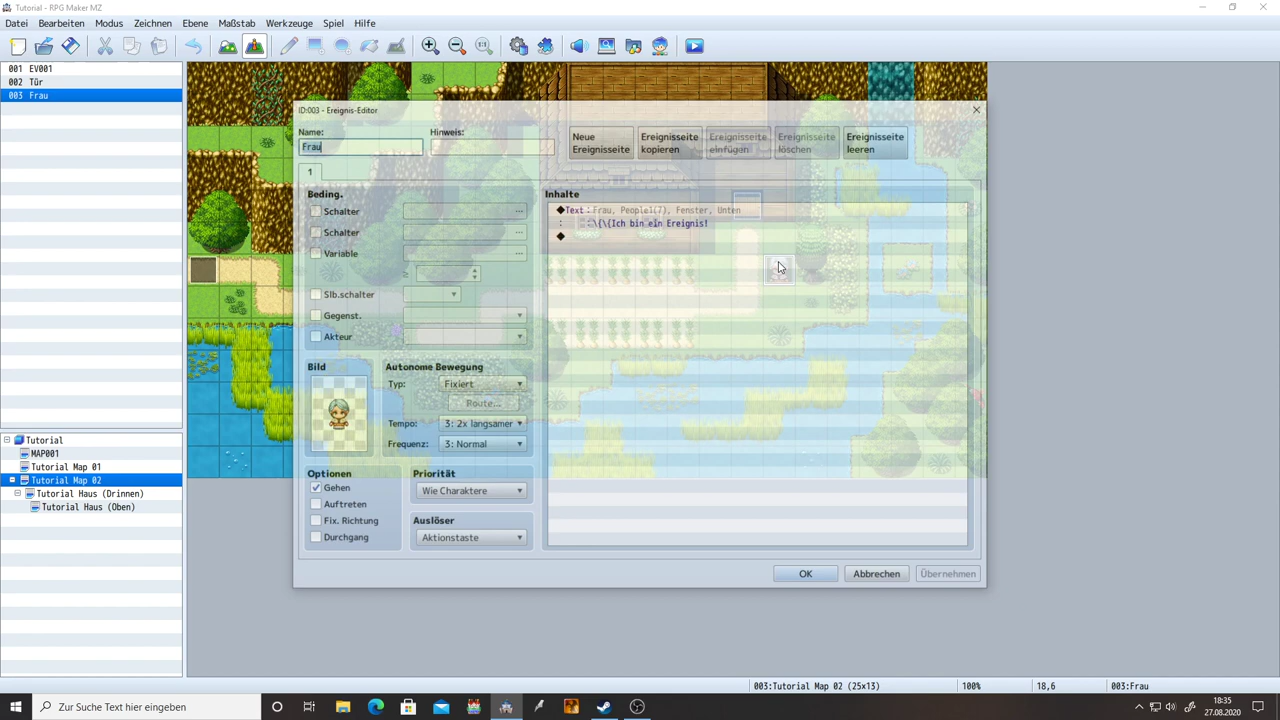 Tutorial - RPG Maker MZ
Datei Bearbeiten Modus Zeichnen Ebene Maßstab Werkzeuge Spiel Hilfe
001 EV001
002 Tür
003 Frau
ID:003 - Ereignis-Editor
Name:
Hinweis:
Frau
Neue Ereignisseite
Ereignisseite kopieren
Ereignisseite einfügen
Ereignisseite löschen
Ereignisseite leeren
1
Beding.
Schalter
Schalter
Variable
≥
Slb.schalter
Gegenst.
Akteur
Bild
Autonome Bewegung
Typ: Fixiert
Route...
Tempo: 3: 2x langsamer
Frequenz: 3: Normal
Optionen
Gehen
Auftreten
Fix. Richtung
Durchgang
Priorität
Wie Charaktere
Auslöser
Aktionstaste
Inhalte
◆Text：Frau, People1(7), Fenster, Unten
\{\{Ich bin ein Ereignis!
◆
OK Abbrechen Übernehmen
Tutorial
MAP001
Tutorial Map 01
Tutorial Map 02
Tutorial Haus (Drinnen)
Tutorial Haus (Oben)
003:Tutorial Map 02 (25x13) 100% 18,6 003:Frau
Zur Suche Text hier eingeben
18:35
27.08.2020